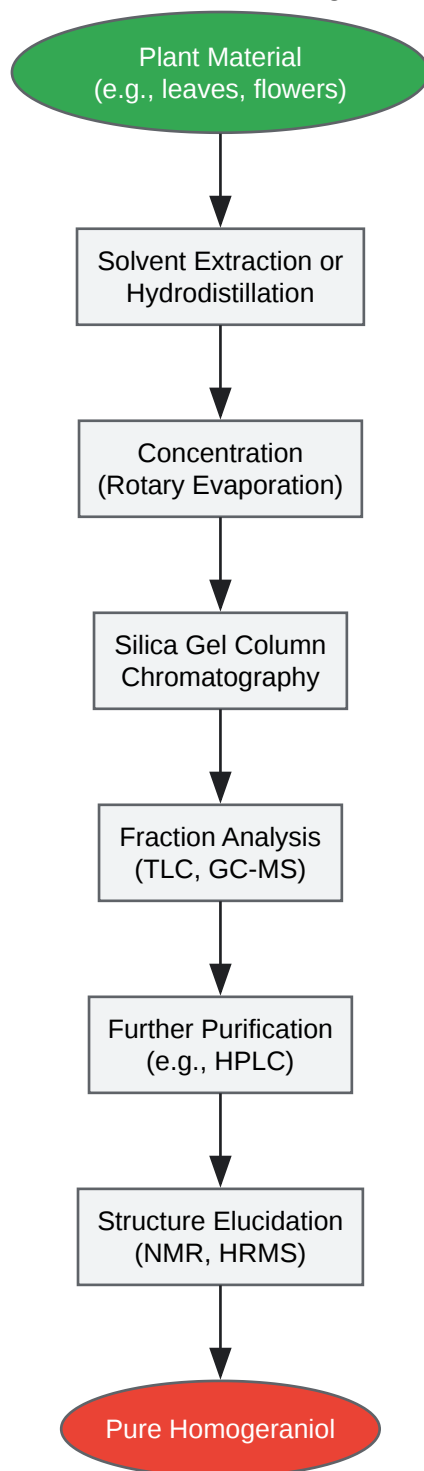 Plant Material
(e.g., leaves, flowers)
Solvent Extraction or
Hydrodistillation
Concentration
(Rotary Evaporation)
Silica Gel Column
Chromatography
Fraction Analysis
(TLC, GC-MS)
Further Purification
(e.g., HPLC)
Structure Elucidation
(NMR, HRMS)
Pure Homogeraniol